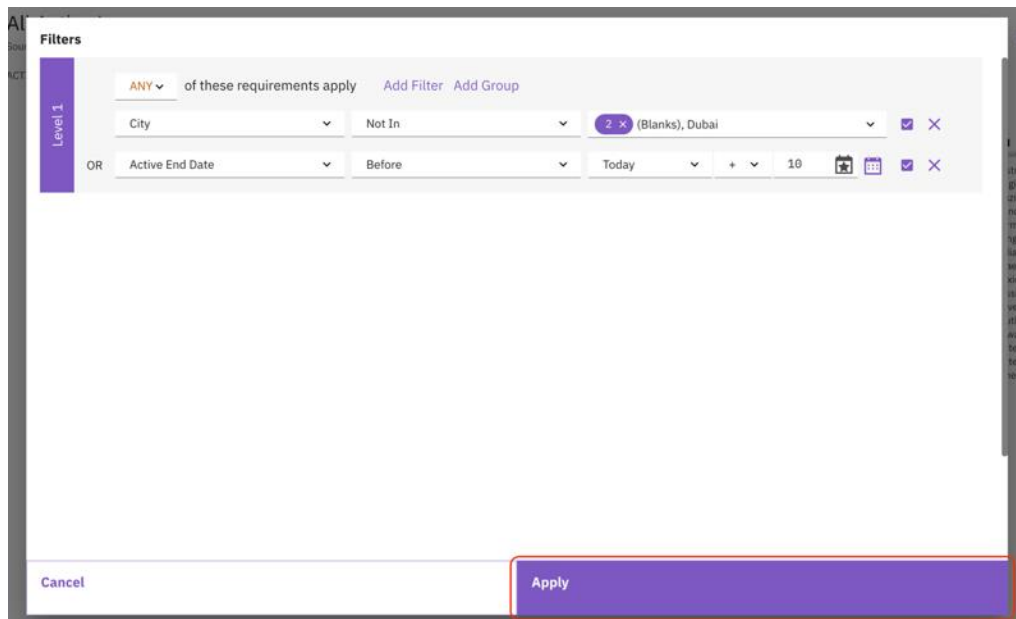 Filters
Level 1
ANY of these requirements apply Add Filter Add Group
City Not In 2 × (Blanks), Dubai
OR Active End Date Before Today + 10
Cancel Apply